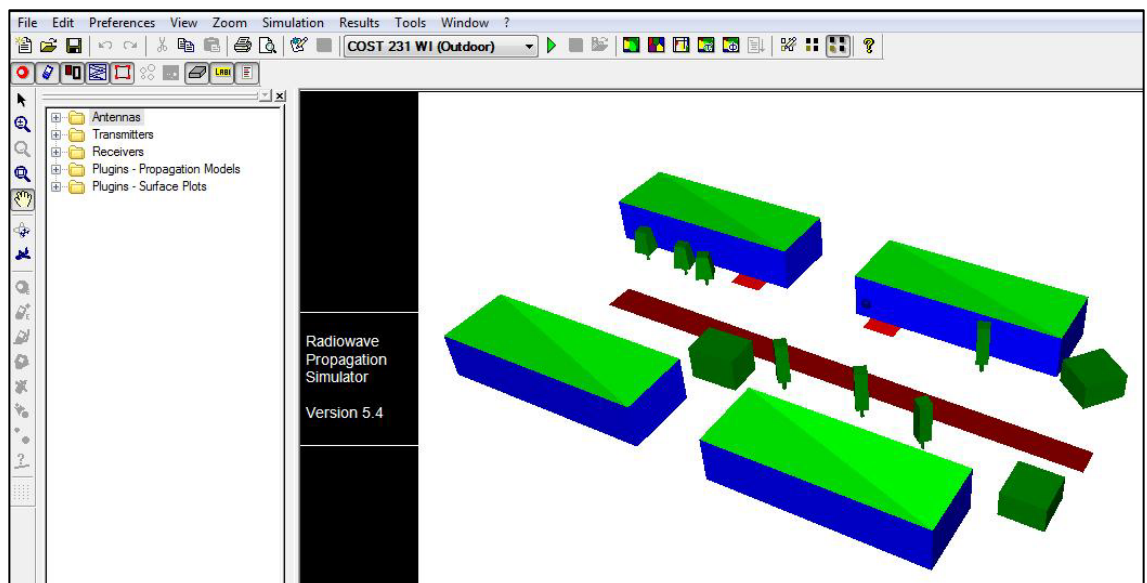 File Edit Preferences View Zoom Simulation Results Tools Window ?
COST 231 WI (Outdoor)
LABI
Antennas
Transmitters
Receivers
Plugins - Propagation Models
Plugins - Surface Plots
Radiowave
Propagation
Simulator
Version 5.4